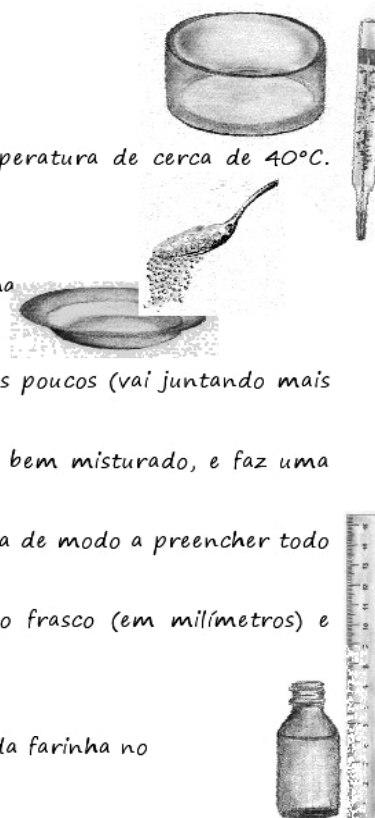 peratura de cerca de 40°C.
s poucos (vai juntando mais
bem misturado, e faz uma
a de modo a preencher todo
o frasco (em milímetros) e
da farinha no